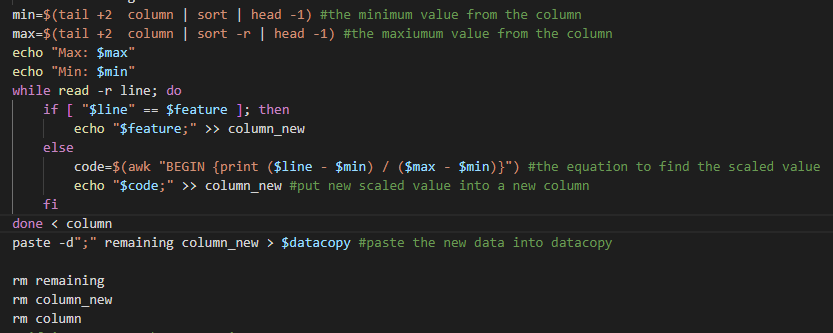 min=$(tail +2  column | sort | head -1) #the minimum value from the column
max=$(tail +2  column | sort -r | head -1) #the maxiumum value from the column
echo "Max: $max"
echo "Min: $min"
while read -r line; do
    if [ "$line" == $feature ]; then
        echo "$feature;" >> column_new
    else
        code=$(awk "BEGIN {print ($line - $min) / ($max - $min)}") #the equation to find the scaled value
        echo "$code;" >> column_new #put new scaled value into a new column
    fi
done < column
paste -d";" remaining column_new > $datacopy #paste the new data into datacopy
rm remaining
rm column_new
rm column